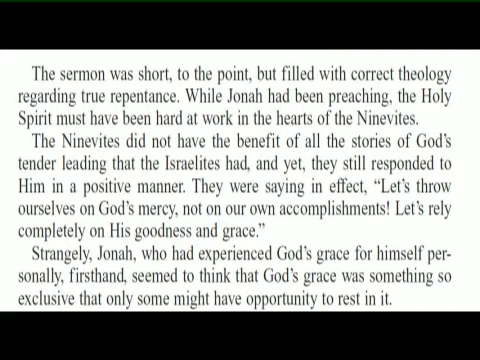 The sermon was short, to the point, but filled with correct theology
regarding true repentance. While Jonah had been preaching, the Holy
Spirit must have been hard at work in the hearts of the Ninevites.
The Ninevites did not have the benefit of all the stories of God’s
tender leading that the Israelites had, and yet, they still responded to
Him in a positive manner. They were saying in effect, “Let’s throw
ourselves on God’s mercy, not on our own accomplishments! Let’s rely
completely on His goodness and grace.”
Strangely, Jonah, who had experienced God’s grace for himself per-
sonally, firsthand, seemed to think that God’s grace was something so
exclusive that only some might have opportunity to rest in it.